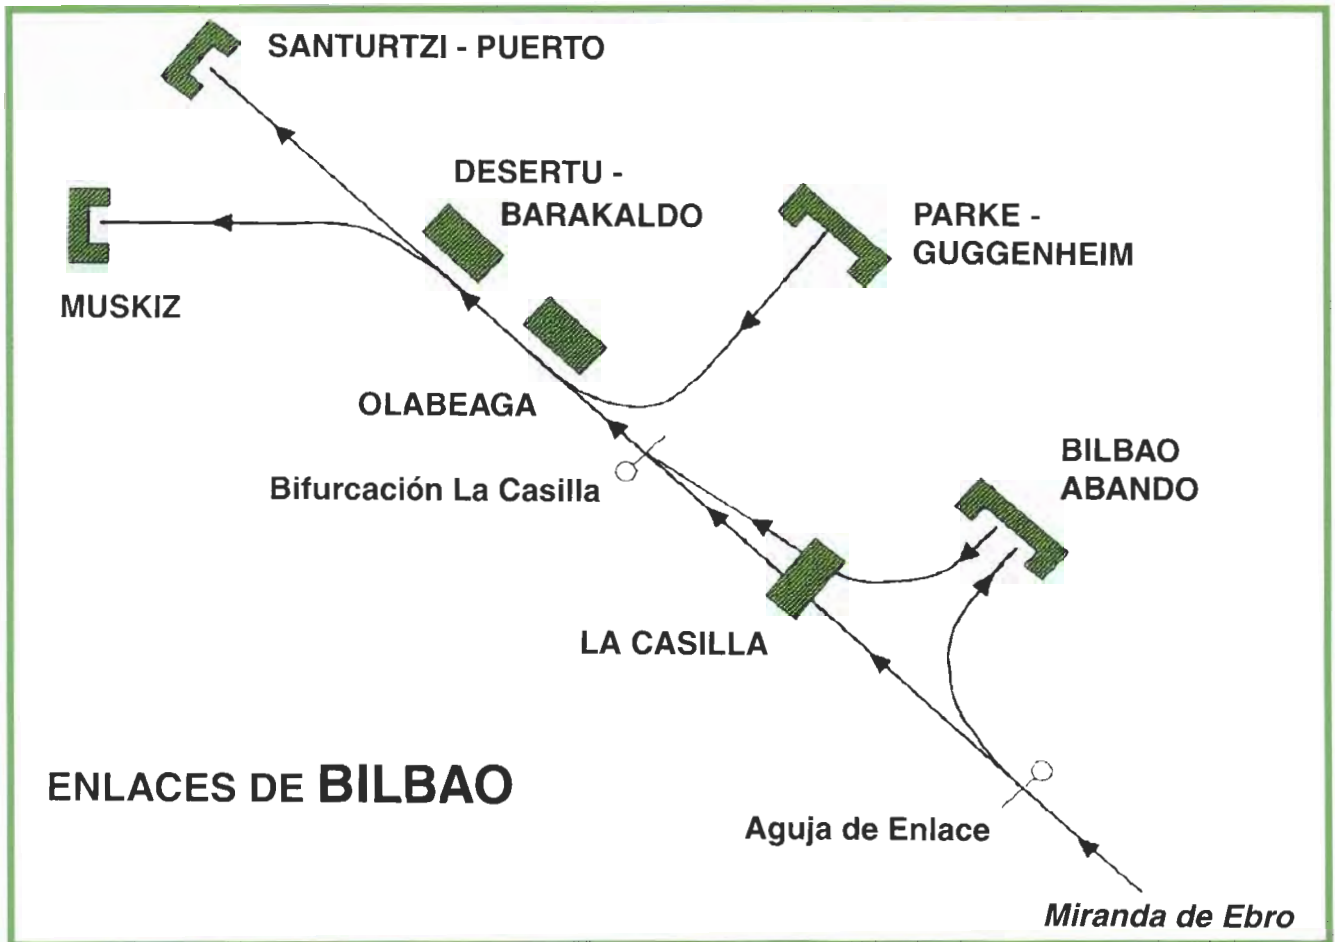 SANTURTZI - PUERTO
DESERTU -
BARAKALDO
PARKE -
GUGGENHEIM
MUSKIZ
OLABEAGA
BILBAO
ABANDO
Bifurcación La Casilla
LA CASILLA
ENLACES DE BILBAO
Aguja de Enlace
Miranda de Ebro